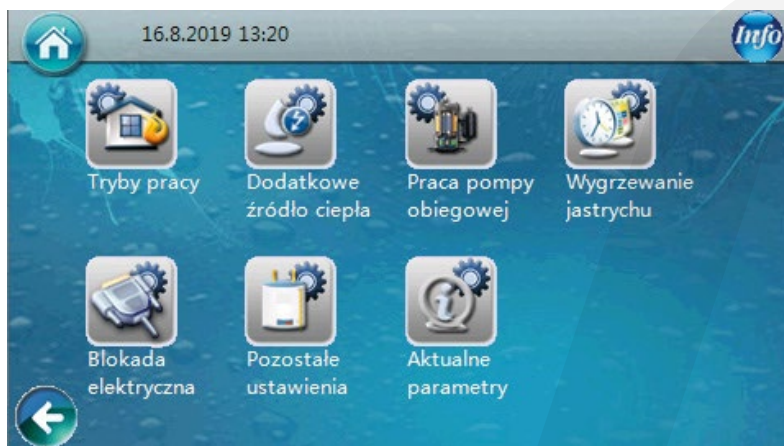 16.8.2019 13:20
Info
Tryby pracy
Dodatkowe
źródło ciepła
Praca pompy
obiegowej
Wygrzewanie
jastrychu
Blokada
elektryczna
Pozostałe
ustawienia
Aktualne
parametry